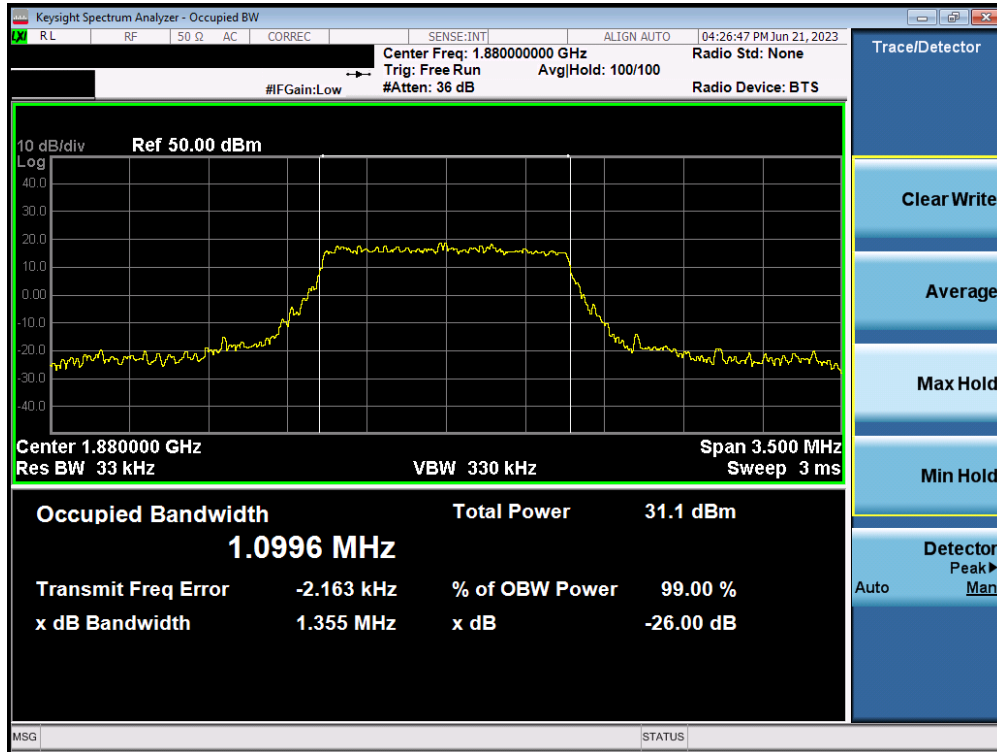 Keysight Spectrum Analyzer - Occupied BW
LXI RL RF 50 Ω AC CORREC SENSE:INT ALIGN AUTO 04:26:47 PM Jun 21, 2023
Center Freq: 1.880000000 GHz Radio Std: None
Trig: Free Run Avg|Hold: 100/100
#IFGain:Low #Atten: 36 dB Radio Device: BTS
10 dB/div Ref 50.00 dBm
Log
40.0
30.0
20.0
10.0
0.00
-10.0
-20.0
-30.0
-40.0
Center 1.880000 GHz Span 3.500 MHz
Res BW 33 kHz VBW 330 kHz Sweep 3 ms
Occupied Bandwidth Total Power 31.1 dBm
1.0996 MHz
Transmit Freq Error -2.163 kHz % of OBW Power 99.00 %
x dB Bandwidth 1.355 MHz x dB -26.00 dB
MSG STATUS
Trace/Detector
Clear Write
Average
Max Hold
Min Hold
Detector
Peak▶
Auto Man